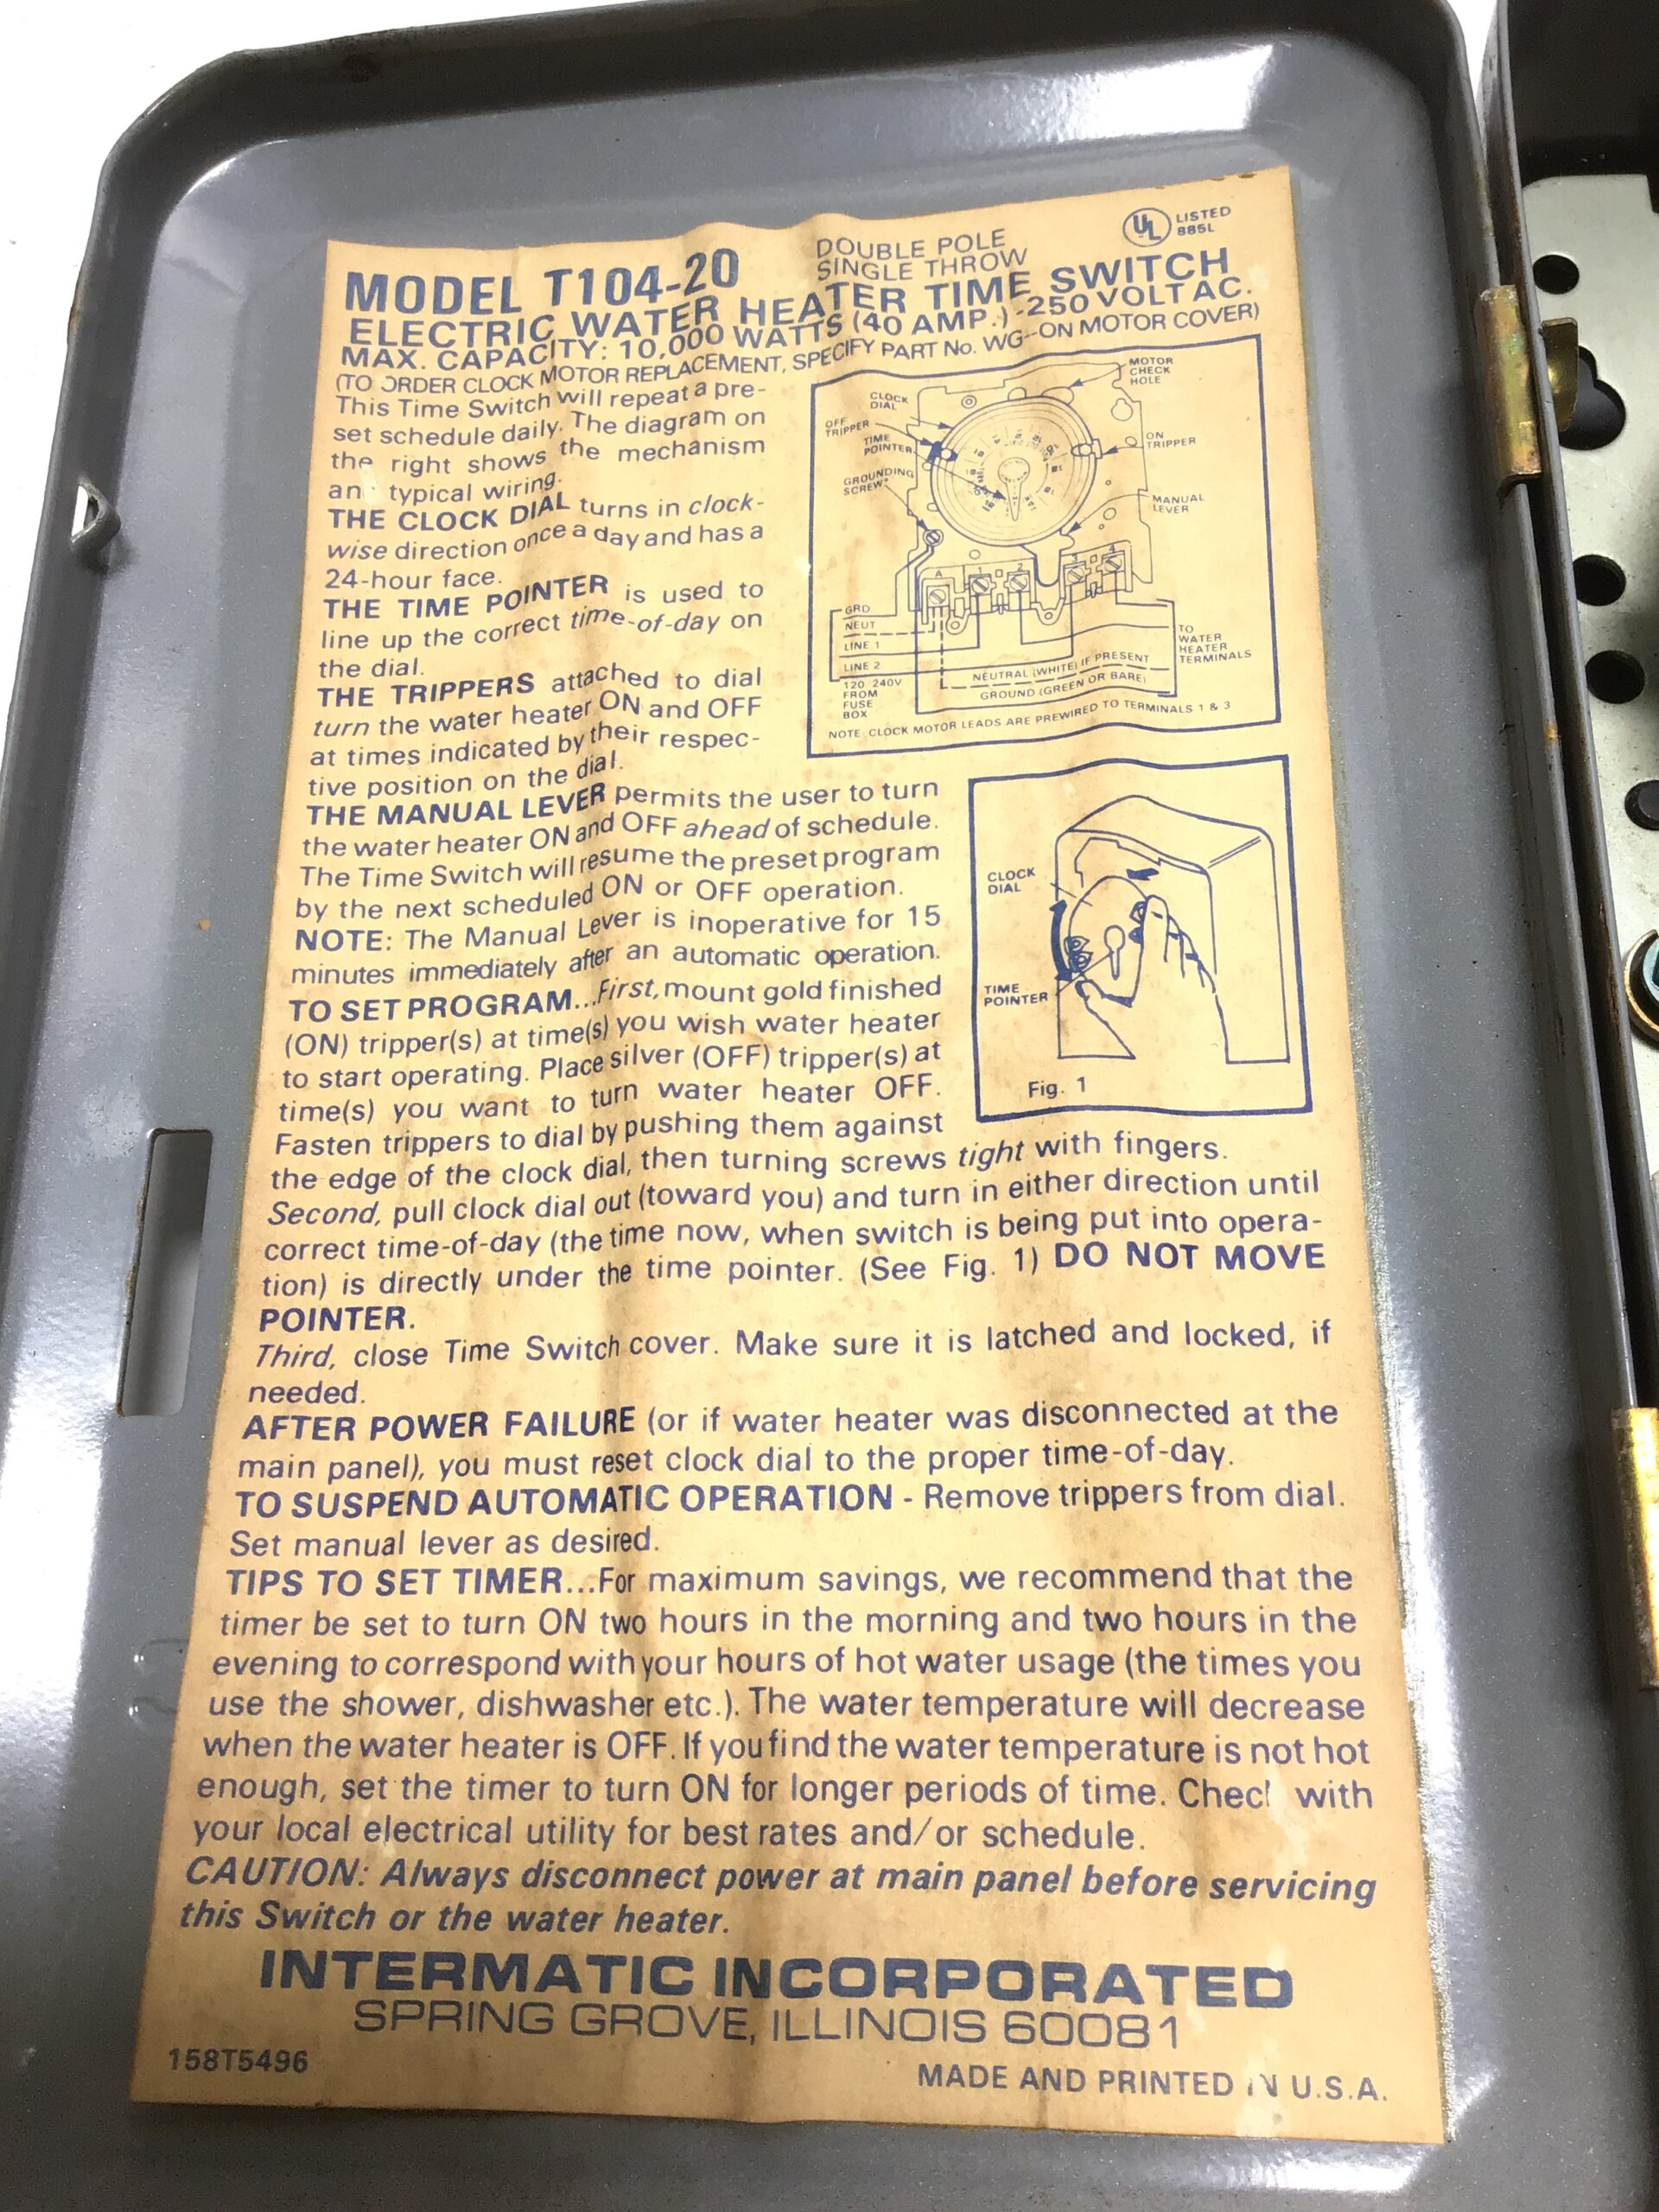 MODEL T104-20
DOUBLE POLE
SINGLE THROW
UL LISTED
885L
ELECTRIC WATER HEATER TIME SWITCH
MAX. CAPACITY: 10,000 WATTS (40 AMP.) -250 VOLT AC.
(TO ORDER CLOCK MOTOR REPLACEMENT, SPECIFY PART No. WG--ON MOTOR COVER)
This Time Switch will repeat a pre-
set schedule daily. The diagram on
the right shows the mechanism
an typical wiring.
THE CLOCK DIAL turns in clock-
wise direction once a day and has a
24-hour face.
THE TIME POINTER is used to
line up the correct time-of-day on
the dial.
THE TRIPPERS attached to dial
turn the water heater ON and OFF
at times indicated by their respec-
tive position on the dial.
MOTOR
CHECK
HOLE
CLOCK
DIAL
OFF
TRIPPER
TIME
POINTER
ON
TRIPPER
GROUNDING
SCREW
MANUAL
LEVER
A 1 2 3 4
GRD
NEUT
LINE 1
LINE 2
120 240V
FROM
FUSE
BOX
TO
WATER
HEATER
TERMINALS
NEUTRAL (WHITE) IF PRESENT
GROUND (GREEN OR BARE)
NOTE CLOCK MOTOR LEADS ARE PREWIRED TO TERMINALS 1 & 3
THE MANUAL LEVER permits the user to turn
the water heater ON and OFF ahead of schedule.
The Time Switch will resume the preset program
by the next scheduled ON or OFF operation.
NOTE: The Manual Lever is inoperative for 15
minutes immediately after an automatic operation.
TO SET PROGRAM...First, mount gold finished
(ON) tripper(s) at time(s) you wish water heater
to start operating. Place silver (OFF) tripper(s) at
time(s) you want to turn water heater OFF.
Fasten trippers to dial by pushing them against
the edge of the clock dial, then turning screws tight with fingers.
CLOCK
DIAL
TIME
POINTER
Fig. 1
Second, pull clock dial out (toward you) and turn in either direction until
correct time-of-day (the time now, when switch is being put into opera-
tion) is directly under the time pointer. (See Fig. 1) DO NOT MOVE
POINTER.
Third, close Time Switch cover. Make sure it is latched and locked, if
needed.
AFTER POWER FAILURE (or if water heater was disconnected at the
main panel), you must reset clock dial to the proper time-of-day.
TO SUSPEND AUTOMATIC OPERATION - Remove trippers from dial.
Set manual lever as desired.
TIPS TO SET TIMER...For maximum savings, we recommend that the
timer be set to turn ON two hours in the morning and two hours in the
evening to correspond with your hours of hot water usage (the times you
use the shower, dishwasher etc.). The water temperature will decrease
when the water heater is OFF. If you find the water temperature is not hot
enough, set the timer to turn ON for longer periods of time. Check with
your local electrical utility for best rates and/or schedule.
CAUTION: Always disconnect power at main panel before servicing
this Switch or the water heater.
INTERMATIC INCORPORATED
SPRING GROVE, ILLINOIS 60081
158T5496
MADE AND PRINTED IN U.S.A.